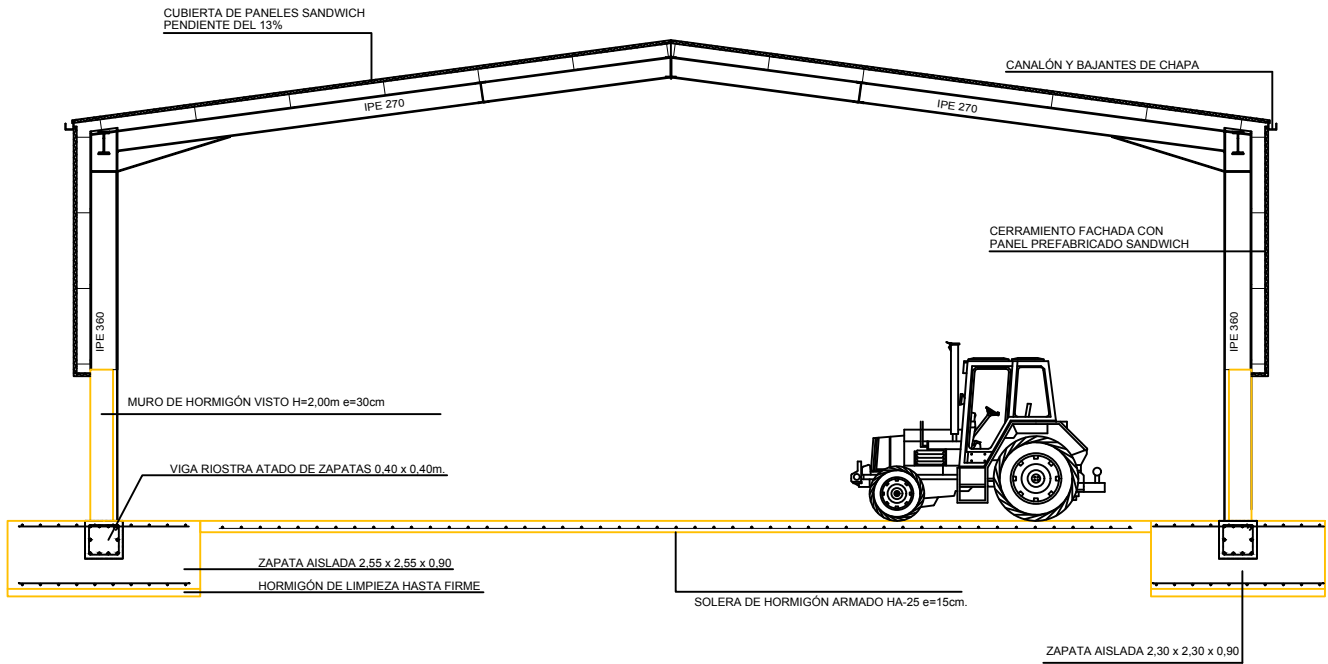 CUBIERTA DE PANELES SANDWICH
PENDIENTE DEL 13%
CANALÓN Y BAJANTES DE CHAPA
IPE 270
IPE 270
CERRAMIENTO FACHADA CON
PANEL PREFABRICADO SANDWICH
IPE 360
IPE 360
MURO DE HORMIGÓN VISTO H=2,00m e=30cm
VIGA RIOSTRA ATADO DE ZAPATAS 0,40 x 0,40m.
ZAPATA AISLADA 2,55 x 2,55 x 0,90
HORMIGÓN DE LIMPIEZA HASTA FIRME
SOLERA DE HORMIGÓN ARMADO HA-25 e=15cm.
ZAPATA AISLADA 2,30 x 2,30 x 0,90